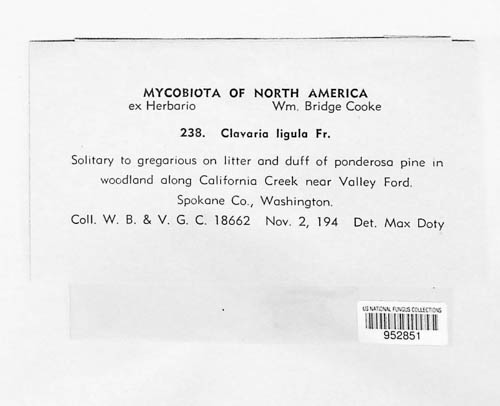 MYCOBIOTA OF NORTH AMERICA
ex Herbario Wm. Bridge Cooke
238. Clavaria ligula Fr.
Solitary to gregarious on litter and duff of ponderosa pine in
woodland along California Creek near Valley Ford.
Spokane Co., Washington.
Coll. W. B. & V. G. C. 18662 Nov. 2, 194 Det. Max Doty
US NATIONAL FUNGUS COLLECTIONS
952851